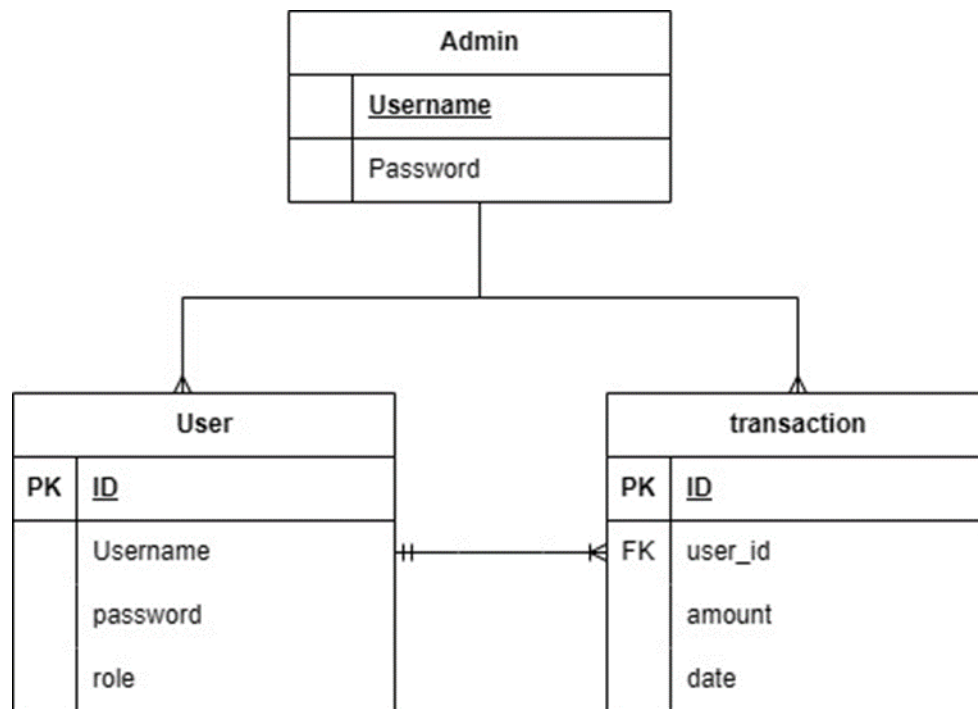 Admin
Username
Password
User
PK ID
Username
password
role
transaction
PK ID
FK user_id
amount
date